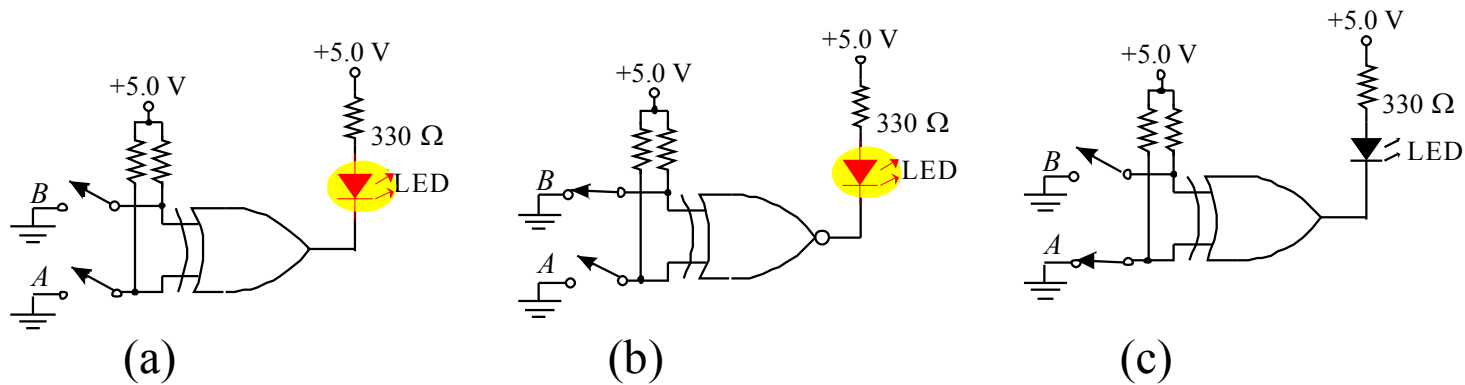 +5.0 V
+5.0 V
330 Ω
LED
B
A
(a)
+5.0 V
+5.0 V
330 Ω
LED
B
A
(b)
+5.0 V
+5.0 V
330 Ω
LED
B
A
(c)